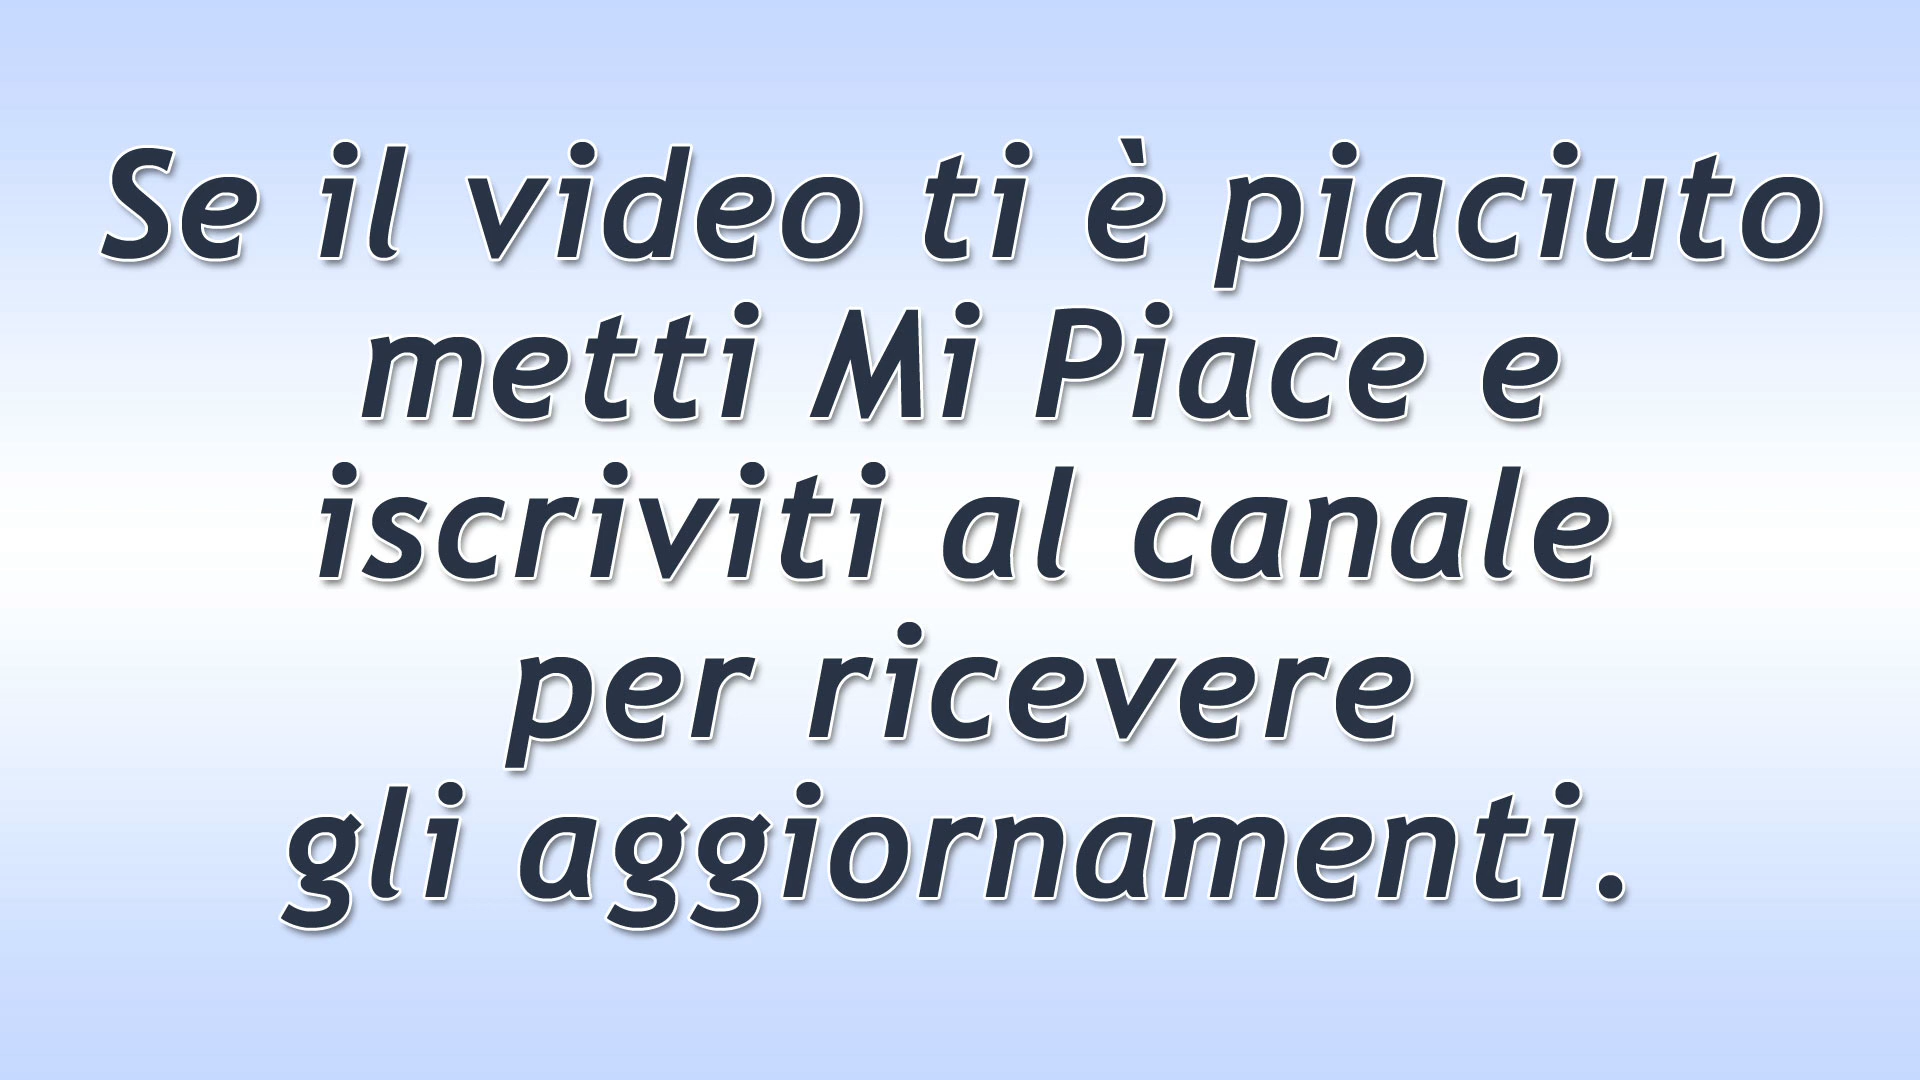 Se il video ti è piaciuto
metti Mi Piace e
iscriviti al canale
per ricevere
gli aggiornamenti.